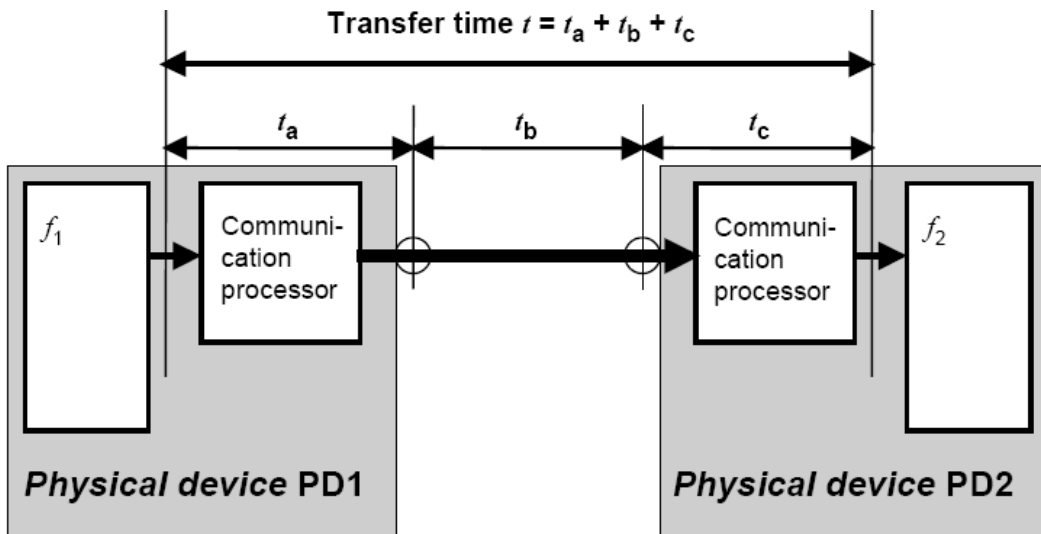 Transfer time t = ta + tb + tc
ta
tb
tc
f1
Communi-
cation
processor
Communi-
cation
processor
f2
Physical device PD1
Physical device PD2